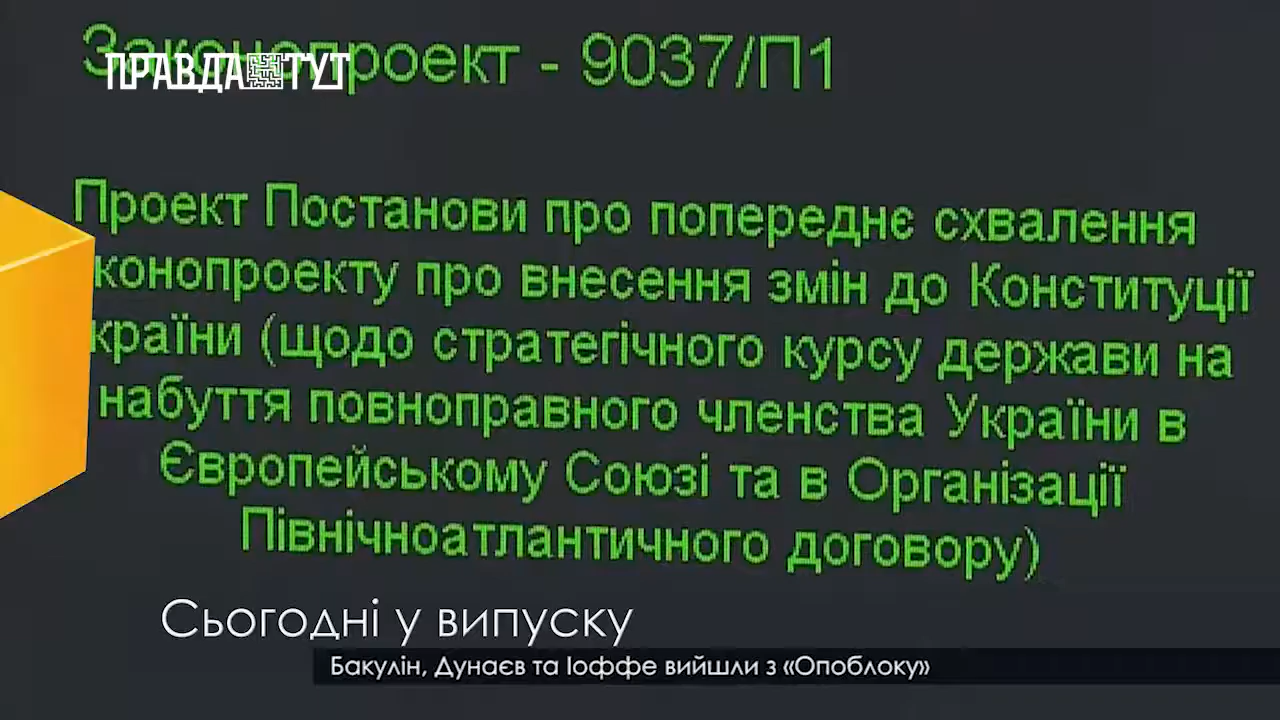 Законопроект - 9037/П1
ПРАВДА ТУТ
Проект Постанови про попереднє схвалення
конопроекту про внесення змін до Конституції
країни (щодо стратегічного курсу держави на
набуття повноправного членства України в
Європейському Союзі та в Організації
Північноатлантичного договору)
Сьогодні у випуску
Бакулін, Дунаєв та Іоффе вийшли з «Опоблоку»